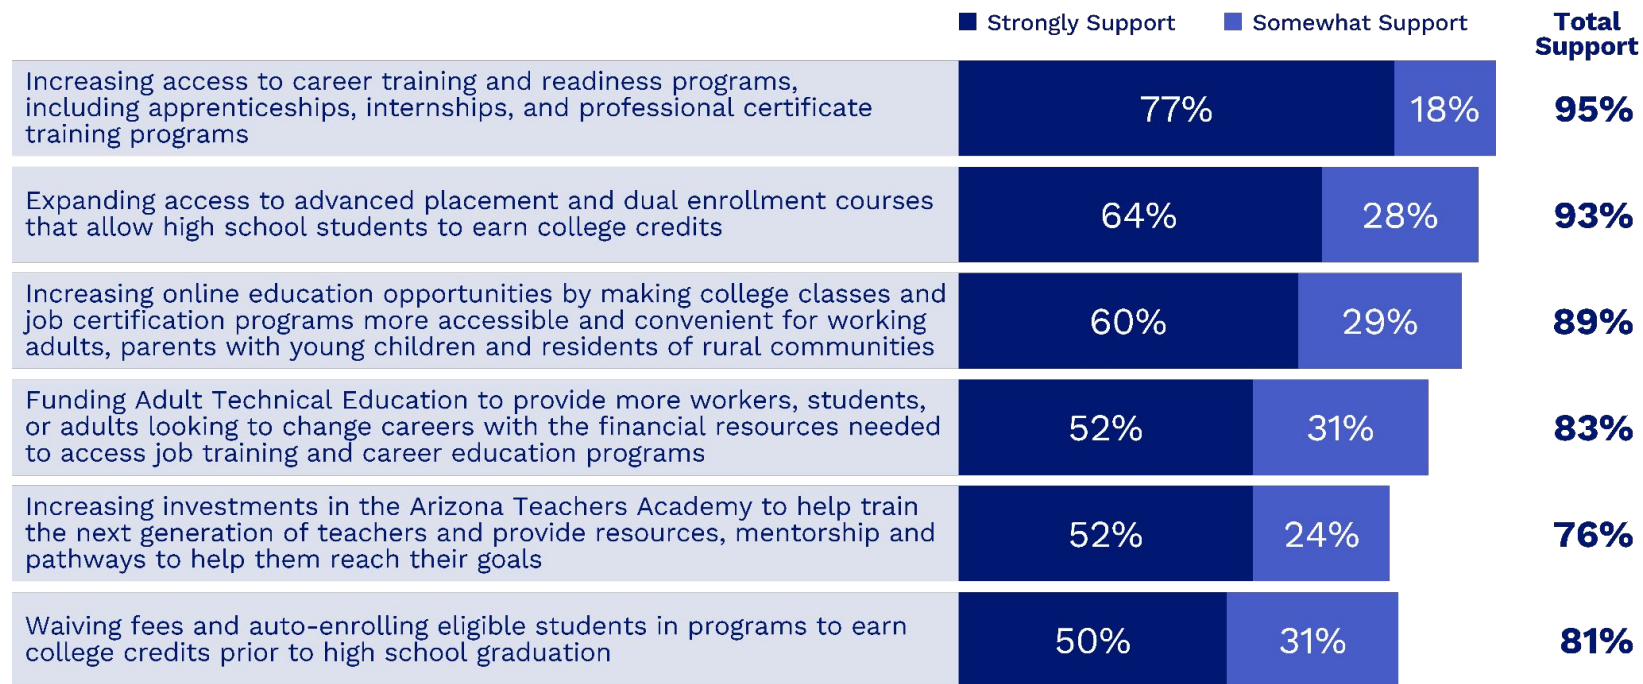 Strongly Support
Somewhat Support
Total
Support
Increasing access to career training and readiness programs,
including apprenticeships, internships, and professional certificate
training programs
77%
18%
95%
Expanding access to advanced placement and dual enrollment courses
that allow high school students to earn college credits
64%
28%
93%
Increasing online education opportunities by making college classes and
job certification programs more accessible and convenient for working
adults, parents with young children and residents of rural communities
60%
29%
89%
Funding Adult Technical Education to provide more workers, students,
or adults looking to change careers with the financial resources needed
to access job training and career education programs
52%
31%
83%
Increasing investments in the Arizona Teachers Academy to help train
the next generation of teachers and provide resources, mentorship and
pathways to help them reach their goals
52%
24%
76%
Waiving fees and auto-enrolling eligible students in programs to earn
college credits prior to high school graduation
50%
31%
81%